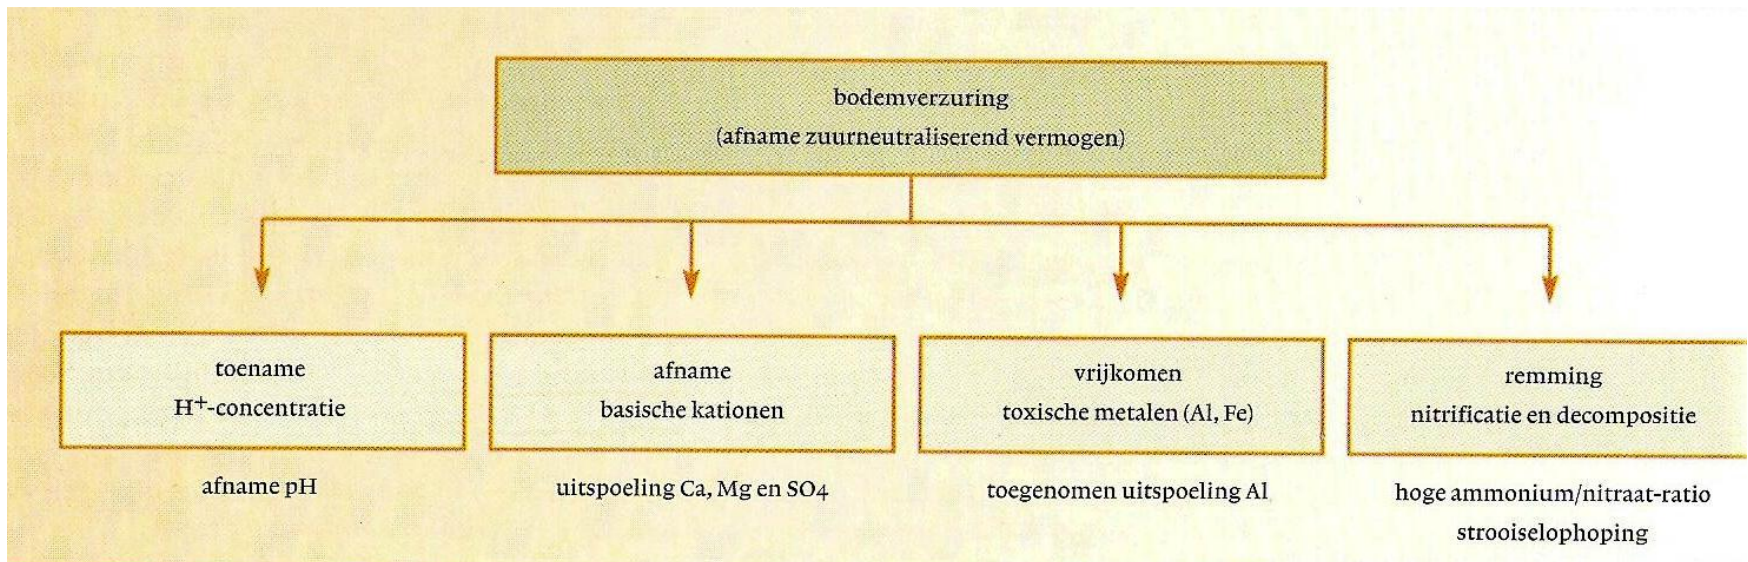 bodemverzuring
(afname zuurneutraliserend vermogen)
toename
H⁺-concentratie
afname pH
afname
basische kationen
uitspoeling Ca, Mg en SO4
vrijkomen
toxische metalen (Al, Fe)
toegenomen uitspoeling Al
remming
nitrificatie en decompositie
hoge ammonium/nitraat-ratio
strooiselophoping